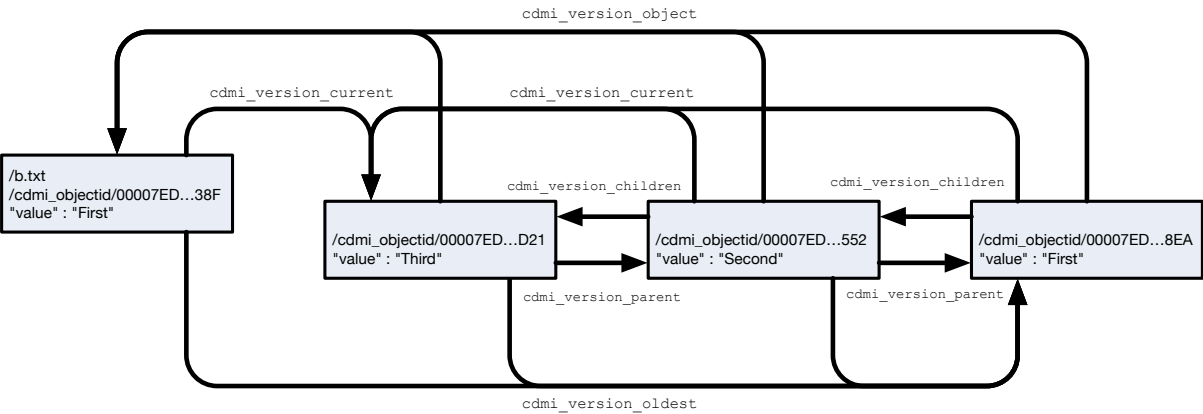 cdmi_version_object
cdmi_version_current
cdmi_version_current
/b.txt
/cdmi_objectid/00007ED...38F
"value" : "First"
cdmi_version_children
cdmi_version_children
/cdmi_objectid/00007ED...D21
"value" : "Third"
/cdmi_objectid/00007ED...552
"value" : "Second"
/cdmi_objectid/00007ED...8EA
"value" : "First"
cdmi_version_parent
cdmi_version_parent
cdmi_version_oldest